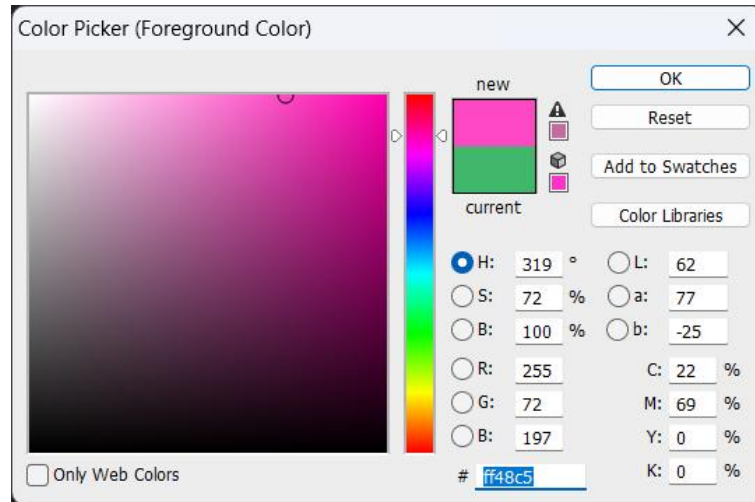 Color Picker (Foreground Color)
new
current
OK
Reset
Add to Swatches
Color Libraries
H: 319 °
S: 72 %
B: 100 %
R: 255
G: 72
B: 197
# ff48c5
L: 62
a: 77
b: -25
C: 22 %
M: 69 %
Y: 0 %
K: 0 %
Only Web Colors